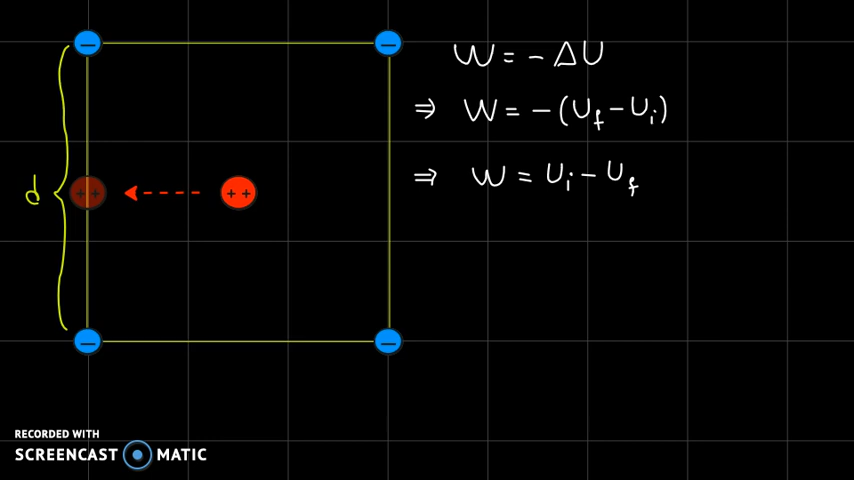 W = - ΔU
⇒ W = - (U_f - U_i)
d
⇒ W = U_i - U_f
++ ++
RECORDED WITH
SCREENCAST MATIC